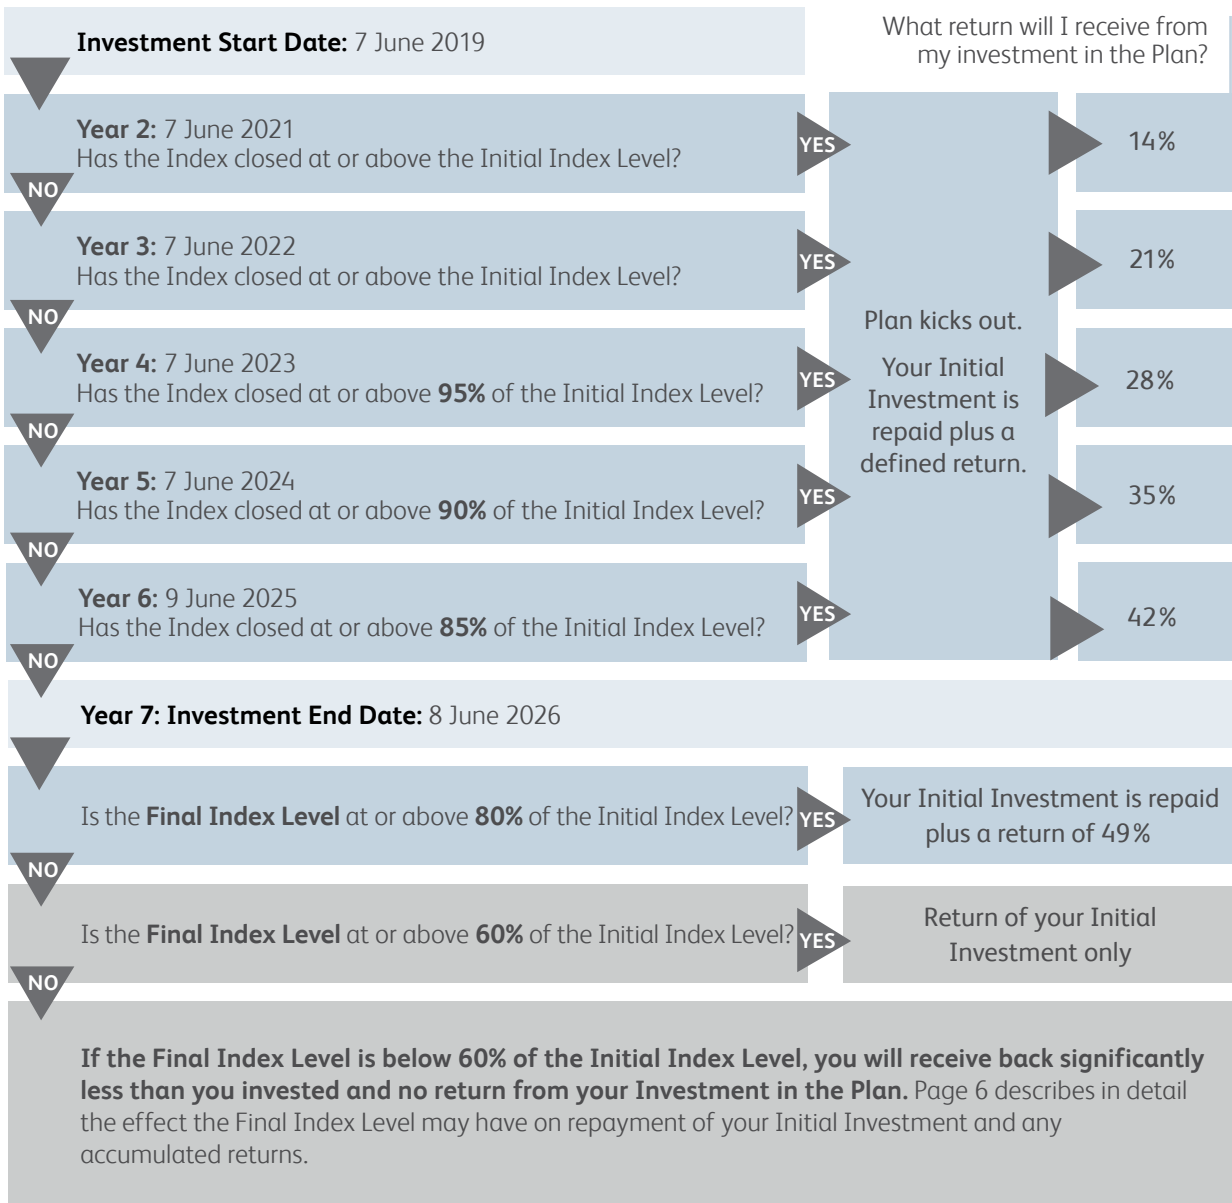 Investment Start Date: 7 June 2019
What return will I receive from
my investment in the Plan?
Year 2: 7 June 2021
Has the Index closed at or above the Initial Index Level?
YES
14%
NO
Year 3: 7 June 2022
Has the Index closed at or above the Initial Index Level?
YES
21%
NO
Year 4: 7 June 2023
Has the Index closed at or above 95% of the Initial Index Level?
YES
28%
NO
Year 5: 7 June 2024
Has the Index closed at or above 90% of the Initial Index Level?
YES
35%
NO
Year 6: 9 June 2025
Has the Index closed at or above 85% of the Initial Index Level?
YES
42%
NO
Plan kicks out.
Your Initial
Investment is
repaid plus a
defined return.
Year 7: Investment End Date: 8 June 2026
Is the Final Index Level at or above 80% of the Initial Index Level?
YES
Your Initial Investment is repaid
plus a return of 49%
NO
Is the Final Index Level at or above 60% of the Initial Index Level?
YES
Return of your Initial
Investment only
NO
If the Final Index Level is below 60% of the Initial Index Level, you will receive back significantly
less than you invested and no return from your Investment in the Plan. Page 6 describes in detail
the effect the Final Index Level may have on repayment of your Initial Investment and any
accumulated returns.